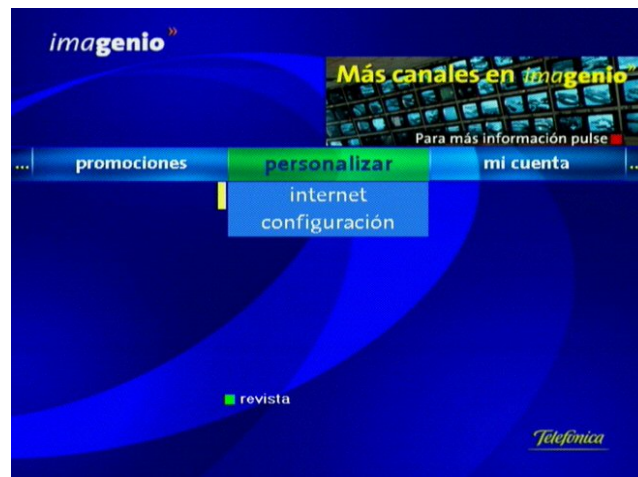 imagenio»
Más canales en imagenio»
Para más información pulse
... promociones personalizar mi cuenta ..
internet
configuración
revista
Telefónica